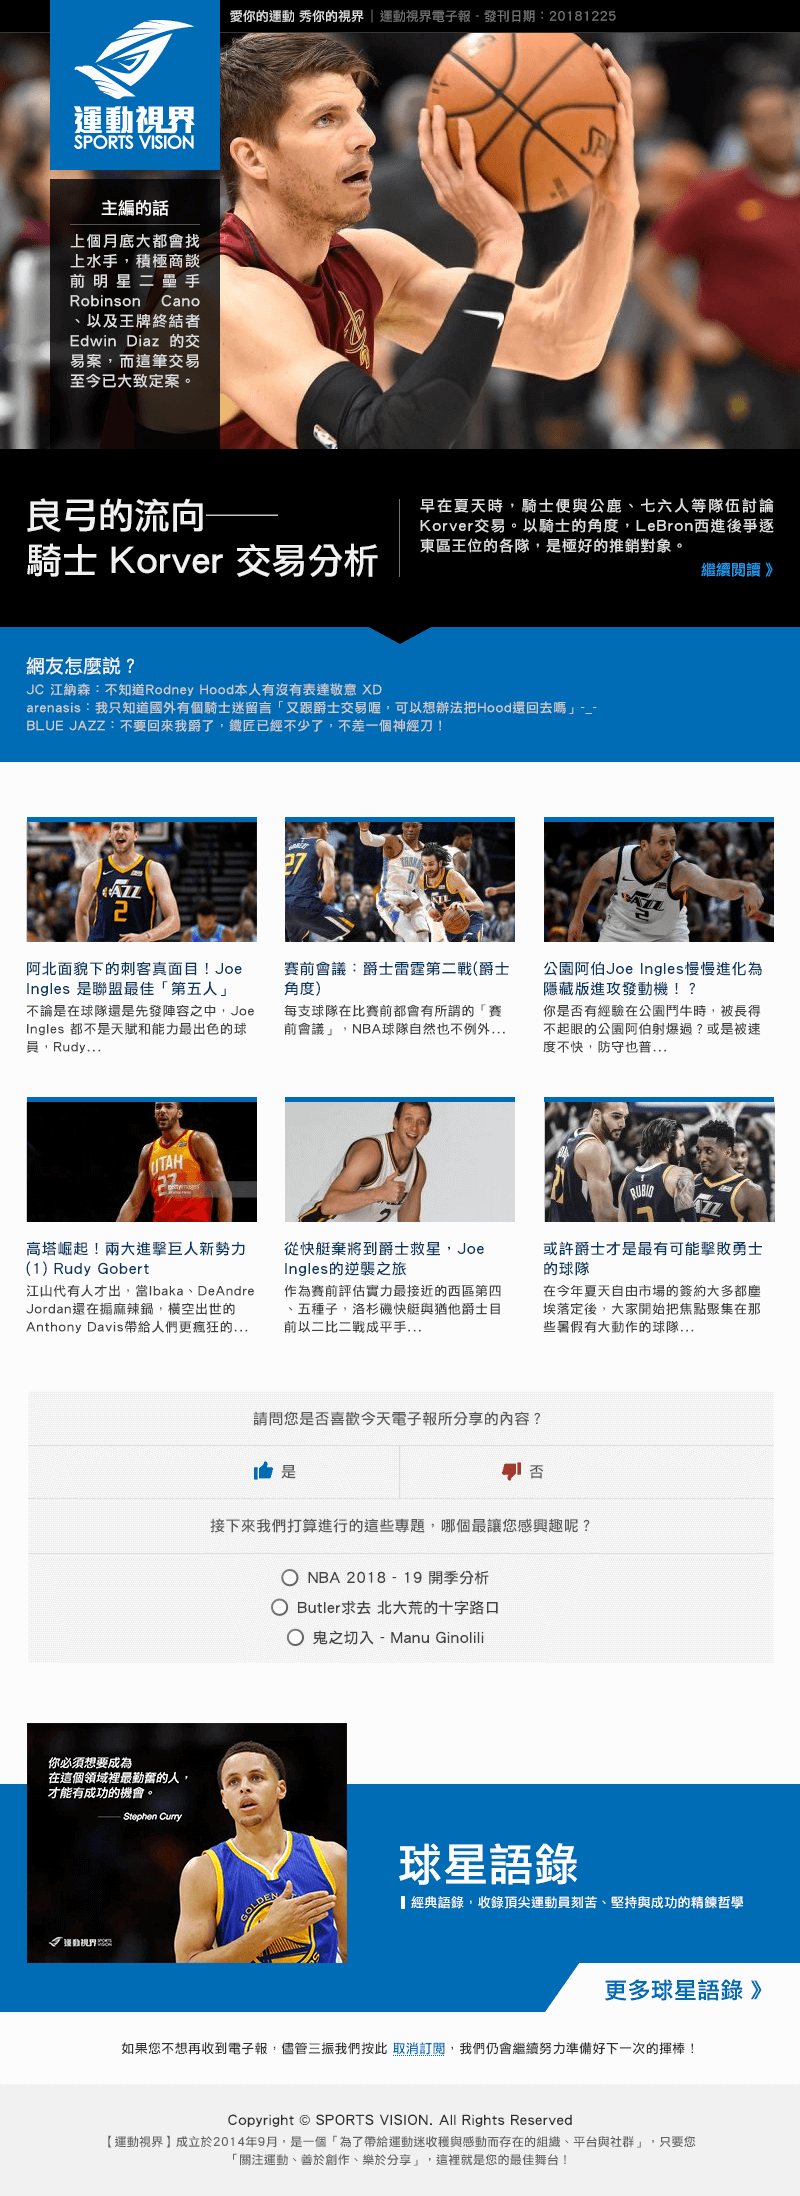 愛你的運動 秀你的視界｜運動視界電子報 - 發刊日期：20181225
運動視界
SPORTS VISION
主編的話
上個月底大都會找
上水手，積極商談
前明星二壘手
Robinson Cano
、以及王牌終結者
Edwin Diaz 的交
易案，而這筆交易
至今已大致定案。
良弓的流向——
騎士 Korver 交易分析
早在夏天時，騎士便與公鹿、七六人等隊伍討論
Korver交易。以騎士的角度，LeBron西進後爭逐
東區王位的各隊，是極好的推銷對象。
繼續閱讀 》
網友怎麼說？
JC 江納森：不知道Rodney Hood本人有沒有表達敬意 XD
arenasis：我只知道國外有個騎士迷留言「又跟爵士交易喔，可以想辦法把Hood還回去嗎」-_-
BLUE JAZZ：不要回來我爵了，鐵匠已經不少了，不差一個神經刀！
JAZZ
2
27
0
NOL
JAZZ
2
阿北面貌下的刺客真面目！Joe
Ingles 是聯盟最佳「第五人」
不論是在球隊還是先發陣容之中，Joe
Ingles 都不是天賦和能力最出色的球
員，Rudy...
賽前會議：爵士雷霆第二戰(爵士
角度)
每支球隊在比賽前都會有所謂的「賽
前會議」，NBA球隊自然也不例外...
公園阿伯Joe Ingles慢慢進化為
隱藏版進攻發動機！？
你是否有經驗在公園鬥牛時，被長得
不起眼的公園阿伯射爆過？或是被速
度不快，防守也普...
UTAH
27
gettyimages
RUBIO
3
高塔崛起！兩大進擊巨人新勢力
(1) Rudy Gobert
江山代有人才出，當Ibaka、DeAndre
Jordan還在搧麻辣鍋，橫空出世的
Anthony Davis帶給人們更瘋狂的...
從快艇棄將到爵士救星，Joe
Ingles的逆襲之旅
作為賽前評估實力最接近的西區第四
、五種子，洛杉磯快艇與猶他爵士目
前以二比二戰成平手...
或許爵士才是最有可能擊敗勇士
的球隊
在今年夏天自由市場的簽約大多都塵
埃落定後，大家開始把焦點聚集在那
些暑假有大動作的球隊...
請問您是否喜歡今天電子報所分享的內容？
是
否
接下來我們打算進行的這些專題，哪個最讓您感興趣呢？
NBA 2018 - 19 開季分析
Butler求去 北大荒的十字路口
鬼之切入 - Manu Ginolili
你必須想要成為
在這個領域裡最勤奮的人，
才能有成功的機會。
—— Stephen Curry
GOLDEN
運動視界 SPORTS VISION
球星語錄
經典語錄，收錄頂尖運動員刻苦、堅持與成功的精鍊哲學
更多球星語錄 》
如果您不想再收到電子報，儘管三振我們按此 取消訂閱，我們仍會繼續努力準備好下一次的揮棒！
Copyright © SPORTS VISION. All Rights Reserved
【運動視界】成立於2014年9月，是一個「為了帶給運動迷收穫與感動而存在的組織、平台與社群」，只要您
「關注運動、善於創作、樂於分享」，這裡就是您的最佳舞台！